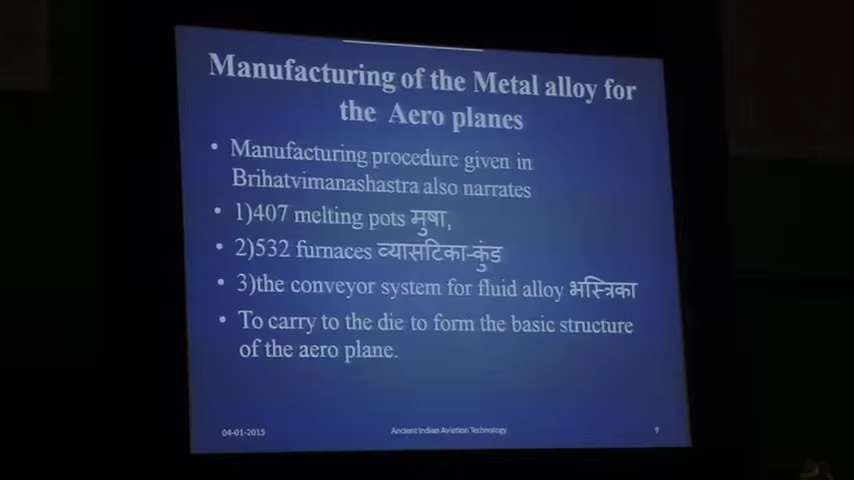 Manufacturing of the Metal alloy for
the Aero planes
• Manufacturing procedure given in
Brihatvimanashastra also narrates
• 1)407 melting pots मुषा,
• 2)532 furnaces व्यासटिका-कुंड
• 3)the conveyor system for fluid alloy भस्त्रिका
• To carry to the die to form the basic structure
of the aero plane.
04-01-2015 Ancient Indian Aviation Technology 9